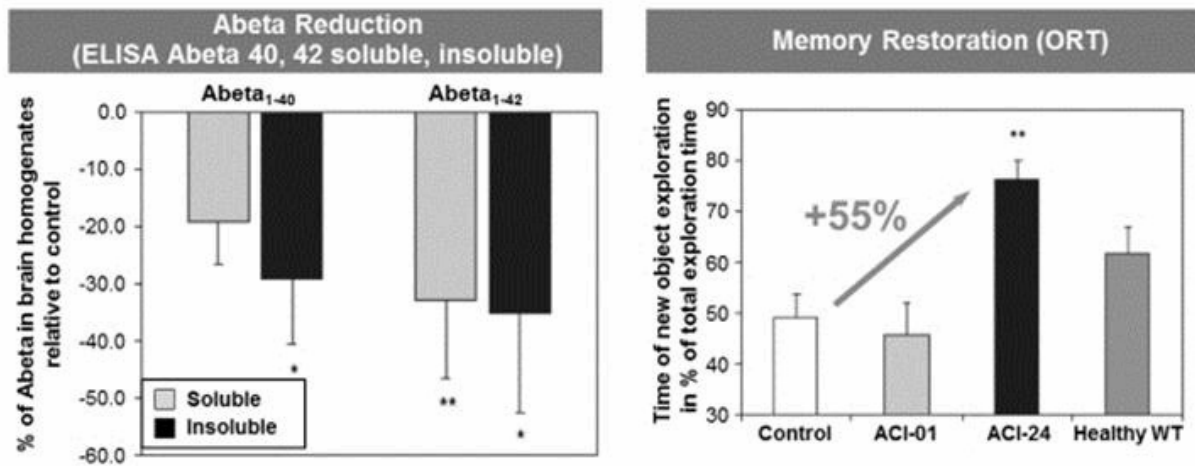 Abeta Reduction
(ELISA Abeta 40, 42 soluble, insoluble)
Abeta1-40 Abeta1-42
% of Abeta in brain homogenates
relative to control
0.0
-10.0
-20.0
-30.0
-40.0
-50.0
-60.0
*
**
*
Soluble
Insoluble
Memory Restoration (ORT)
Time of new object exploration
in % of total exploration time
90
80
70
60
50
40
30
+55%
**
Control ACI-01 ACI-24 Healthy WT